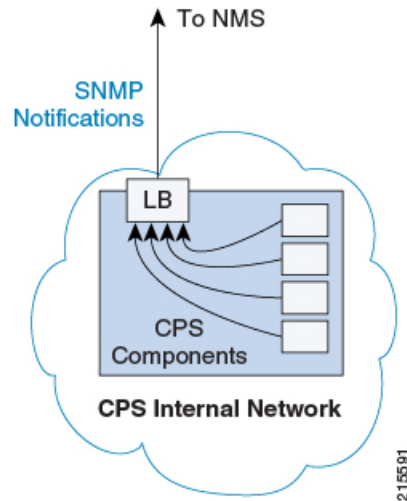 To NMS
SNMP
Notifications
LB
CPS
Components
CPS Internal Network
215591